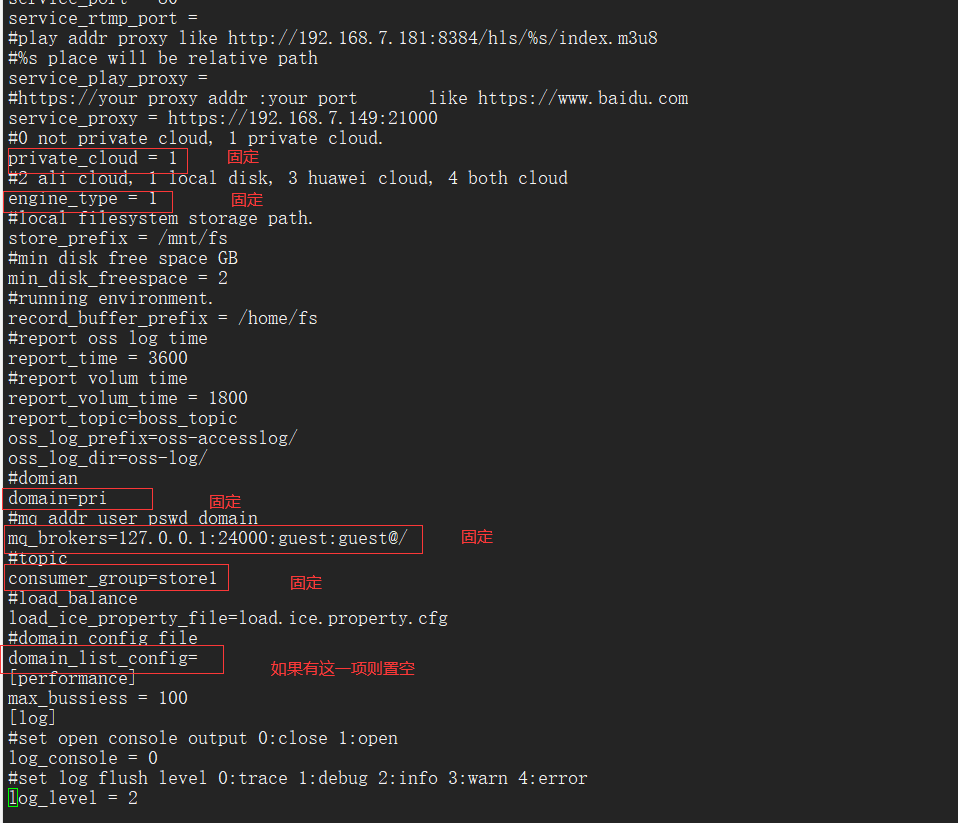 service_port = 80
service_rtmp_port =
#play addr proxy like http://192.168.7.181:8384/hls/%s/index.m3u8
#%s place will be relative path
service_play_proxy =
#https://your proxy addr :your port like https://www.baidu.com
service_proxy = https://192.168.7.149:21000
#0 not private cloud, 1 private cloud.
private_cloud = 1 固定
#2 ali cloud, 1 local disk, 3 huawei cloud, 4 both cloud
engine_type = 1 固定
#local filesystem storage path.
store_prefix = /mnt/fs
#min disk free space GB
min_disk_freespace = 2
#running environment.
record_buffer_prefix = /home/fs
#report oss log time
report_time = 3600
#report volum time
report_volum_time = 1800
report_topic=boss_topic
oss_log_prefix=oss-accesslog/
oss_log_dir=oss-log/
#domian
domain=pri 固定
#mq addr user pswd domain
mq_brokers=127.0.0.1:24000:guest:guest@/ 固定
#topic
consumer_group=store1 固定
#load_balance
load_ice_property_file=load.ice.property.cfg
#domain config file
domain_list_config= 如果有这一项则置空
[performance]
max_bussiess = 100
[log]
#set open console output 0:close 1:open
log_console = 0
#set log flush level 0:trace 1:debug 2:info 3:warn 4:error
log_level = 2